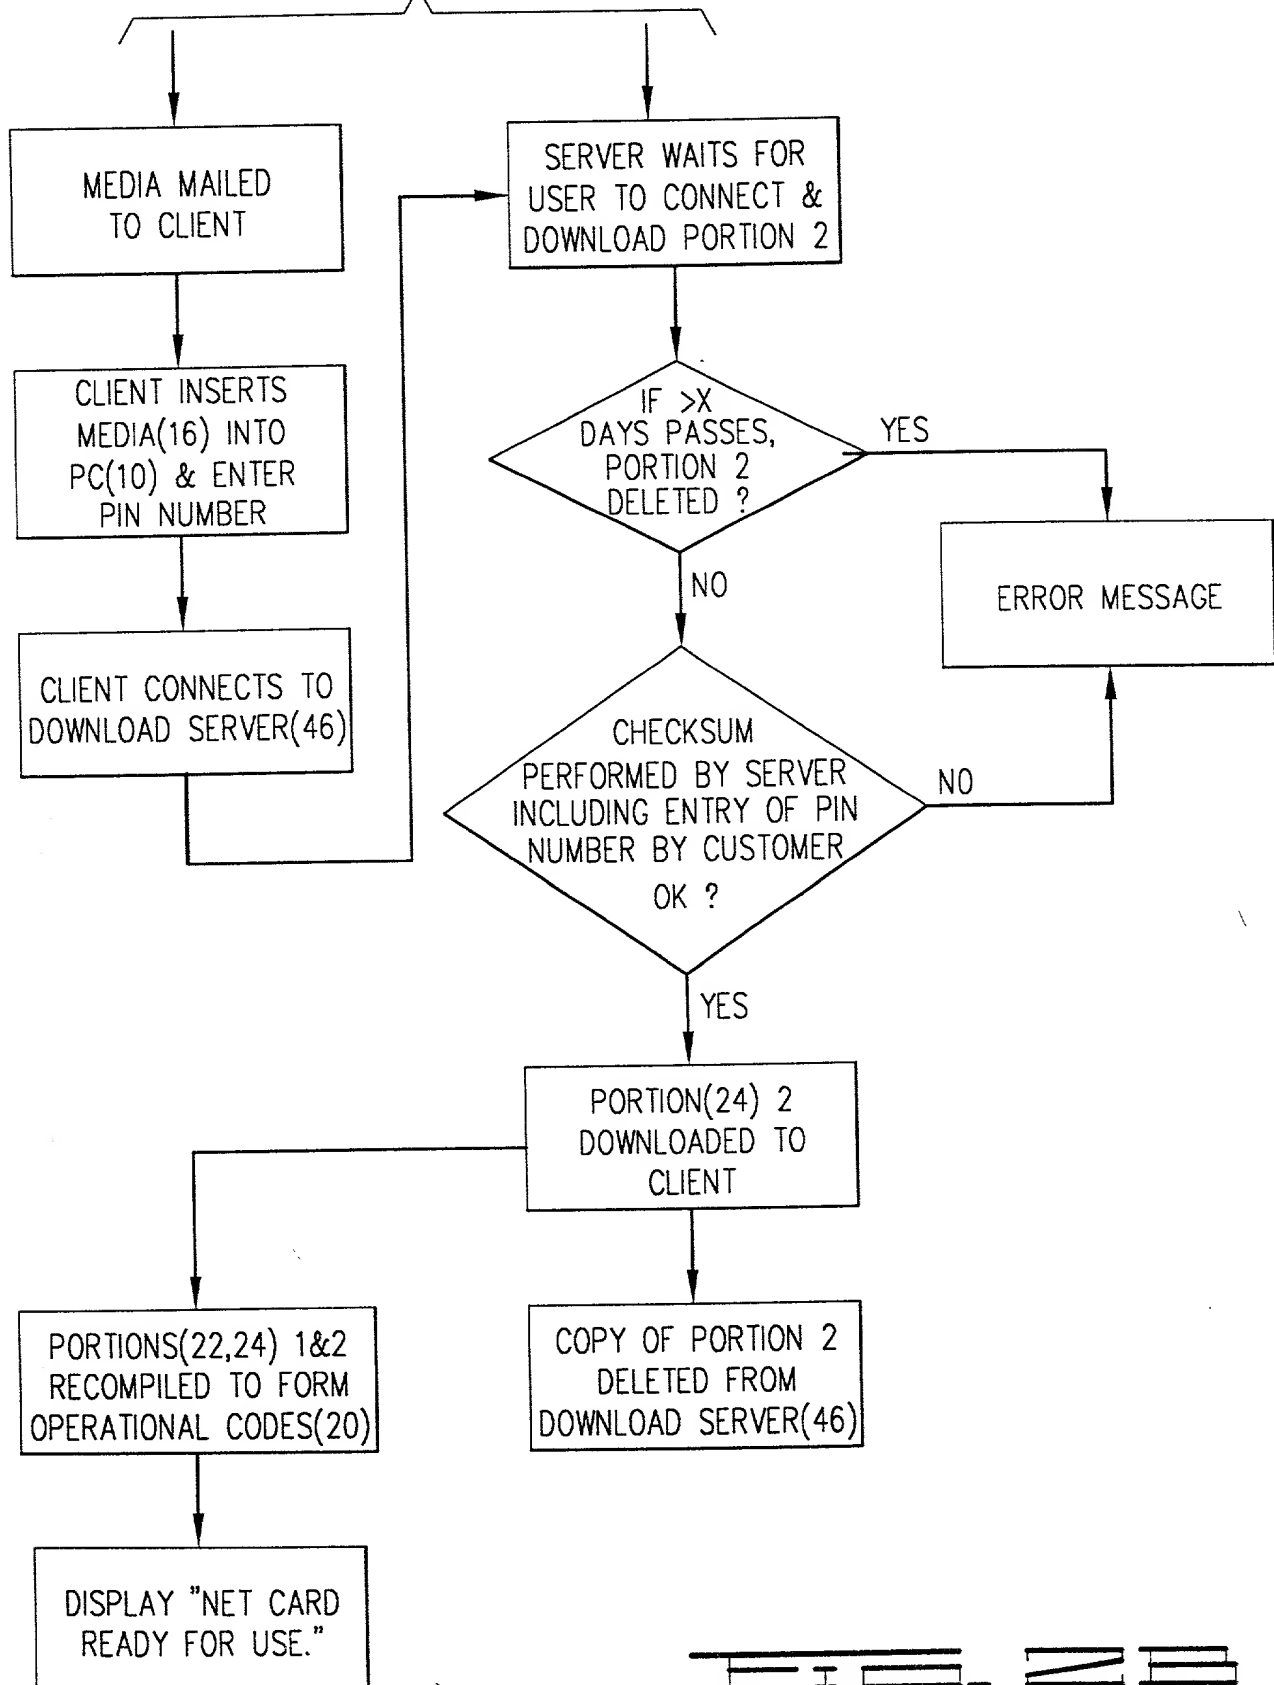 MEDIA MAILED
TO CLIENT
CLIENT INSERTS
MEDIA(16) INTO
PC(10) & ENTER
PIN NUMBER
CLIENT CONNECTS TO
DOWNLOAD SERVER(46)
SERVER WAITS FOR
USER TO CONNECT &
DOWNLOAD PORTION 2
IF >X
DAYS PASSES,
PORTION 2
DELETED ?
YES
NO
ERROR MESSAGE
CHECKSUM
PERFORMED BY SERVER
INCLUDING ENTRY OF PIN
NUMBER BY CUSTOMER
OK ?
NO
YES
PORTION(24) 2
DOWNLOADED TO
CLIENT
PORTIONS(22,24) 1&2
RECOMPILED TO FORM
OPERATIONAL CODES(20)
COPY OF PORTION 2
DELETED FROM
DOWNLOAD SERVER(46)
DISPLAY "NET CARD
READY FOR USE."